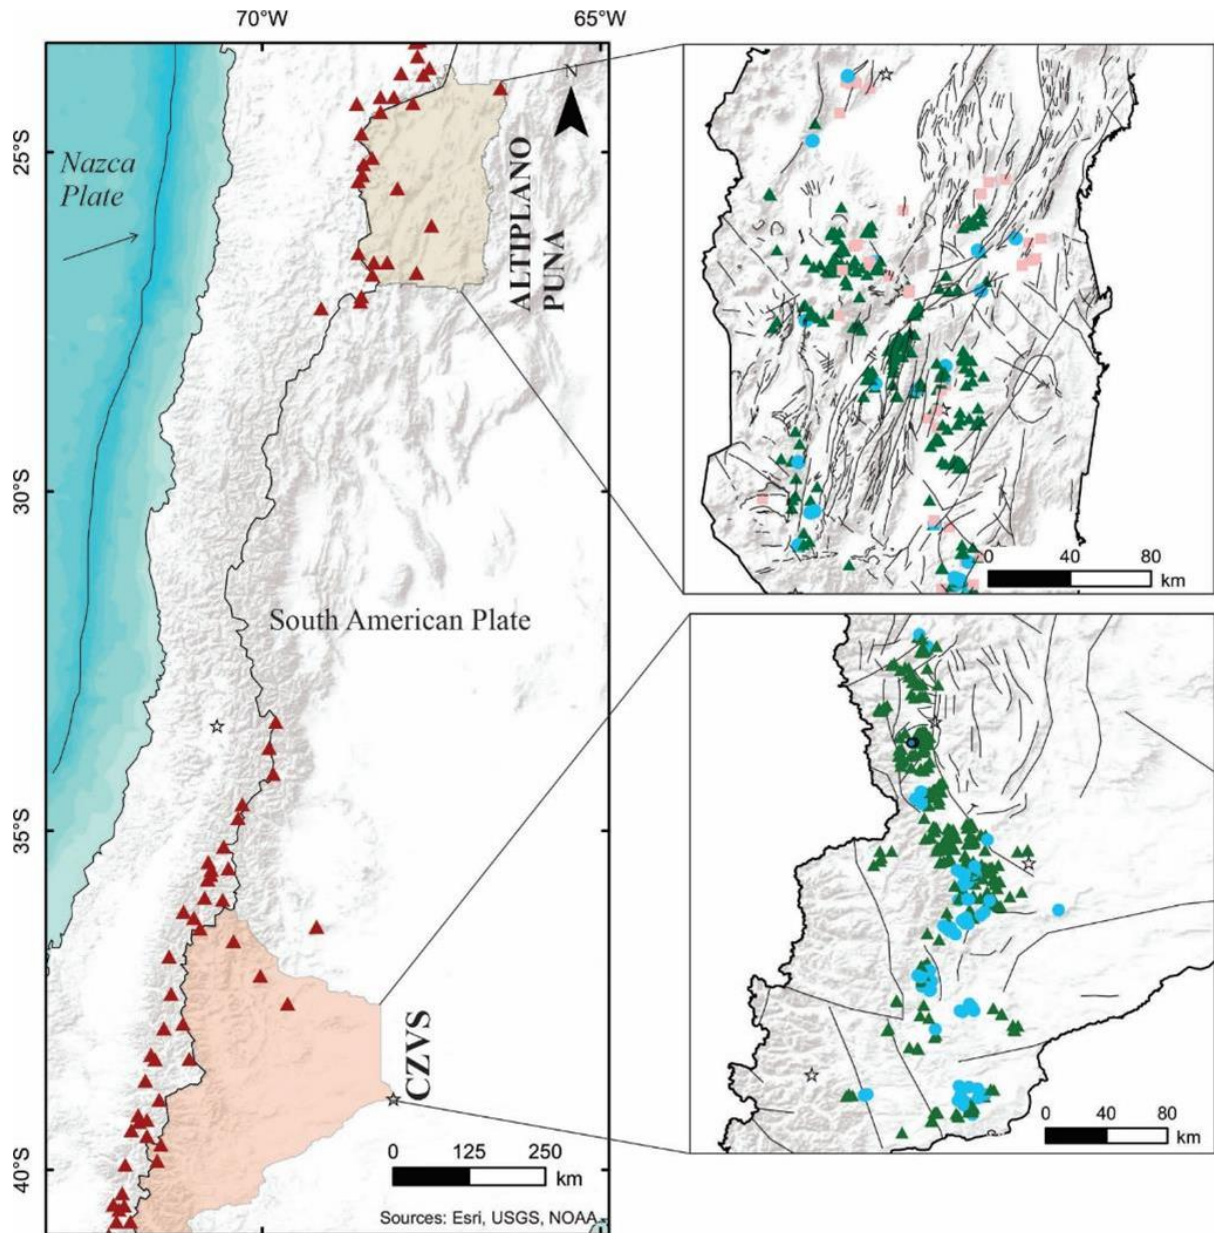 70°W
65°W
N
25°S
Nazca
Plate
ALTIPLANO
PUNA
0 40 80
km
30°S
South American Plate
35°S
CZVS
0 40 80
km
0 125 250
km
40°S
Sources: Esri, USGS, NOAA